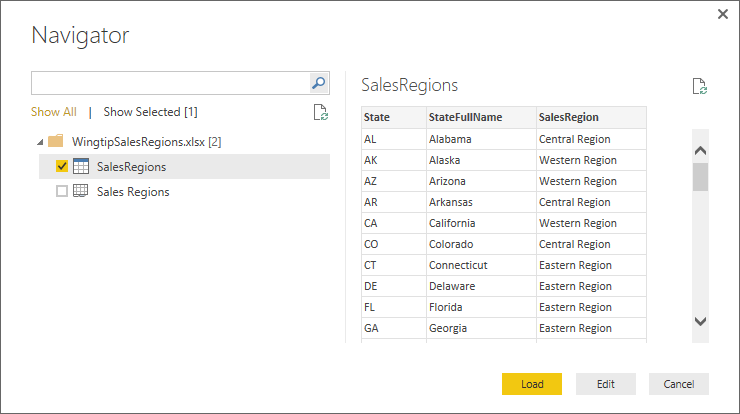 Navigator
Show All | Show Selected [1]
WingtipSalesRegions.xlsx [2]
SalesRegions
Sales Regions
SalesRegions
State StateFullName SalesRegion
AL Alabama Central Region
AK Alaska Western Region
AZ Arizona Western Region
AR Arkansas Central Region
CA California Western Region
CO Colorado Central Region
CT Connecticut Eastern Region
DE Delaware Eastern Region
FL Florida Eastern Region
GA Georgia Eastern Region
Load Edit Cancel